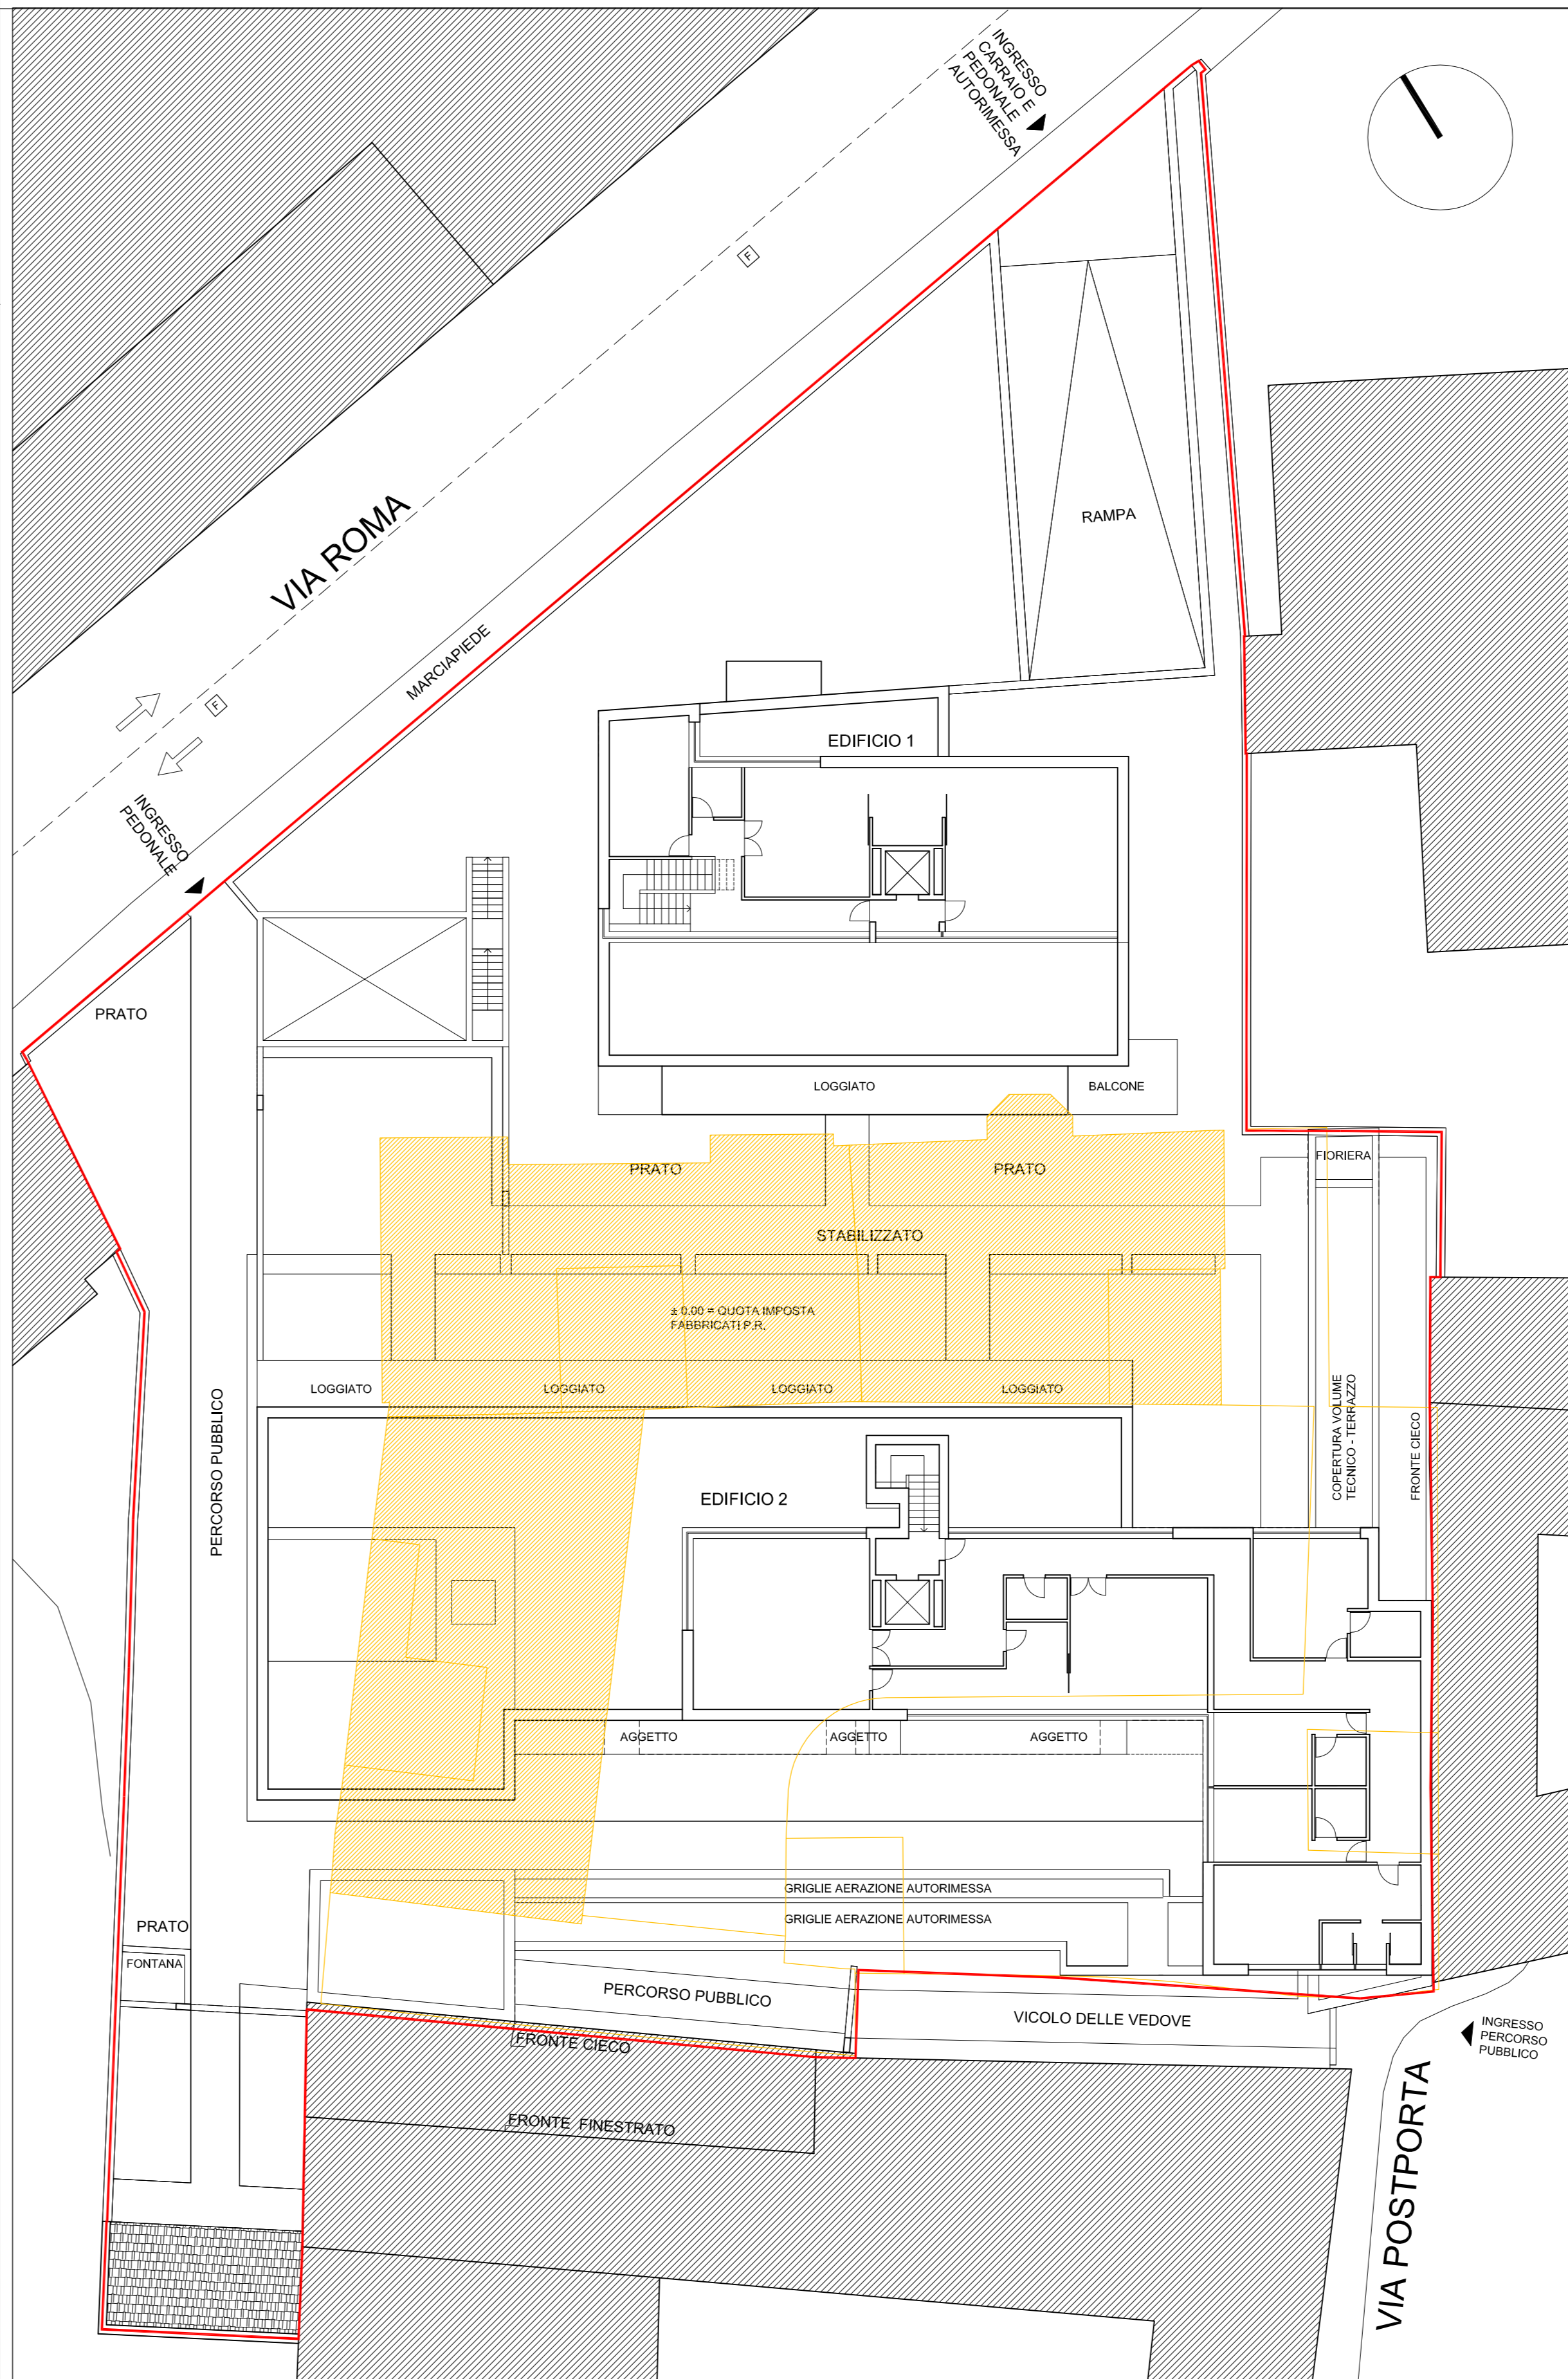 INGRESSO
CARRAIO E
PEDONALE
AUTORIMESSA
F
VIA ROMA
RAMPA
MARCIAPIEDE
F
EDIFICIO 1
INGRESSO
PEDONALE
PRATO
LOGGIATO
BALCONE
FIORIERA
PRATO
PRATO
STABILIZZATO
± 0.00 = QUOTA IMPOSTA
FABBRICATI P.R.
LOGGIATO
LOGGIATO
LOGGIATO
LOGGIATO
PERCORSO PUBBLICO
COPERTURA VOLUME
TECNICO - TERRAZZO
FRONTE CIECO
EDIFICIO 2
AGGETTO
AGGETTO
AGGETTO
GRIGLIE AERAZIONE AUTORIMESSA
GRIGLIE AERAZIONE AUTORIMESSA
PRATO
FONTANA
PERCORSO PUBBLICO
VICOLO DELLE VEDOVE
INGRESSO
PERCORSO
PUBBLICO
FRONTE CIECO
FRONTE FINESTRATO
VIA POSTPORTA